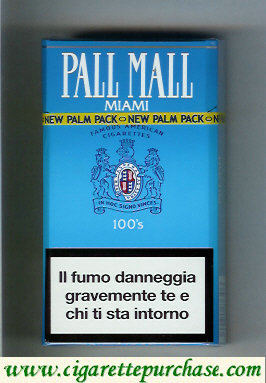 PALL MALL
MIAMI
NEW PALM PACK NEW PALM PACK N
FAMOUS AMERICAN
CIGARETTES
IN HOC SIGNO VINCES
100's
Il fumo danneggia
gravemente te e
chi ti sta intorno
www.cigarettepurchase.com